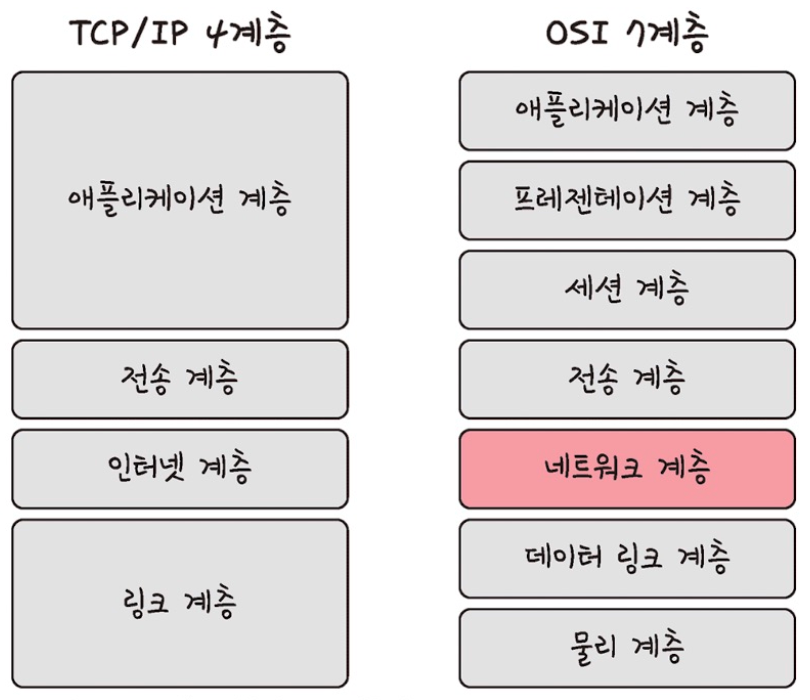 TCP/IP 4계층
애플리케이션 계층
전송 계층
인터넷 계층
링크 계층
OSI 7계층
애플리케이션 계층
프레젠테이션 계층
세션 계층
전송 계층
네트워크 계층
데이터 링크 계층
물리 계층